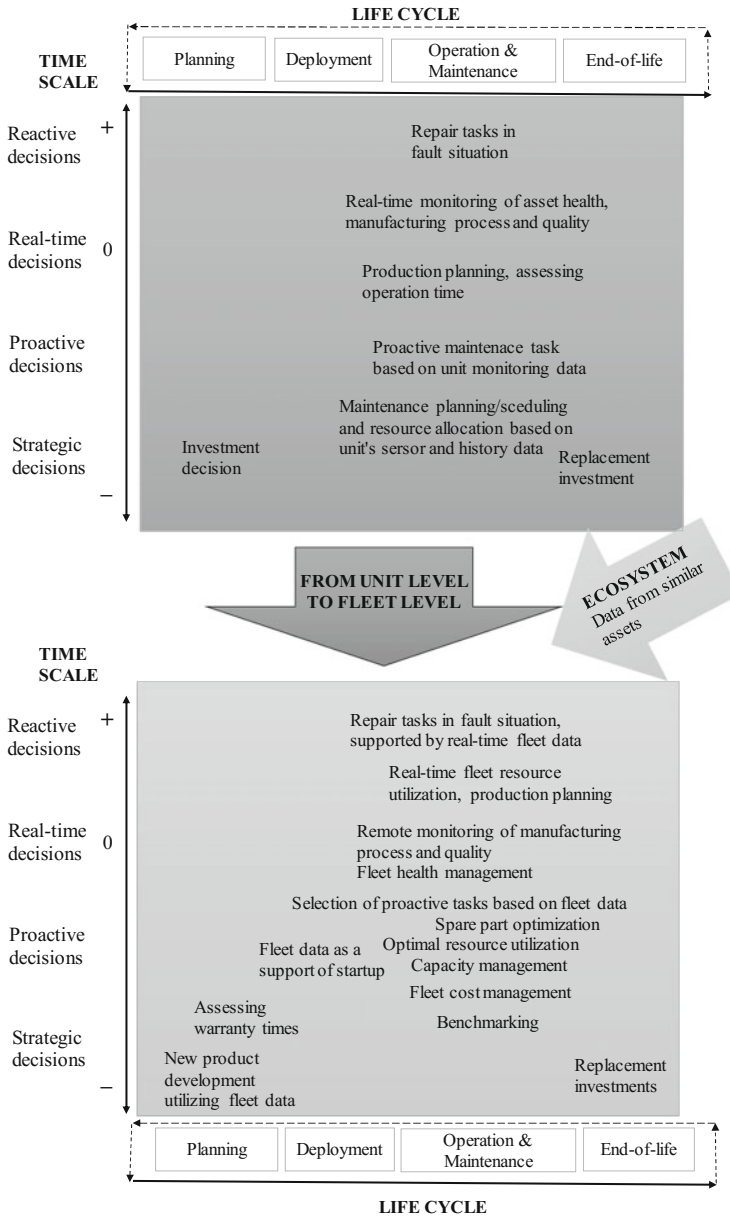 LIFE CYCLE
Planning
Deployment
Operation &
Maintenance
End-of-life
TIME
SCALE
Reactive
decisions
+
Repair tasks in
fault situation
Real-time monitoring of asset health,
manufacturing process and quality
Real-time
decisions
0
Production planning, assessing
operation time
Proactive
decisions
Proactive maintenace task
based on unit monitoring data
Maintenance planning/sceduling
and resource allocation based on
unit's sersor and history data
Strategic
decisions
Investment
decision
Replacement
investment
–
FROM UNIT LEVEL
TO FLEET LEVEL
ECOSYSTEM
Data from similar
assets
TIME
SCALE
Reactive
decisions
+
Repair tasks in fault situation,
supported by real-time fleet data
Real-time fleet resource
utilization, production planning
Real-time
decisions
0
Remote monitoring of manufacturing
process and quality
Fleet health management
Selection of proactive tasks based on fleet data
Spare part optimization
Proactive
decisions
Fleet data as a
support of startup
Optimal resource utilization
Capacity management
Fleet cost management
Assessing
warranty times
Benchmarking
Strategic
decisions
New product
development
utilizing fleet data
Replacement
investments
–
Planning
Deployment
Operation &
Maintenance
End-of-life
LIFE CYCLE